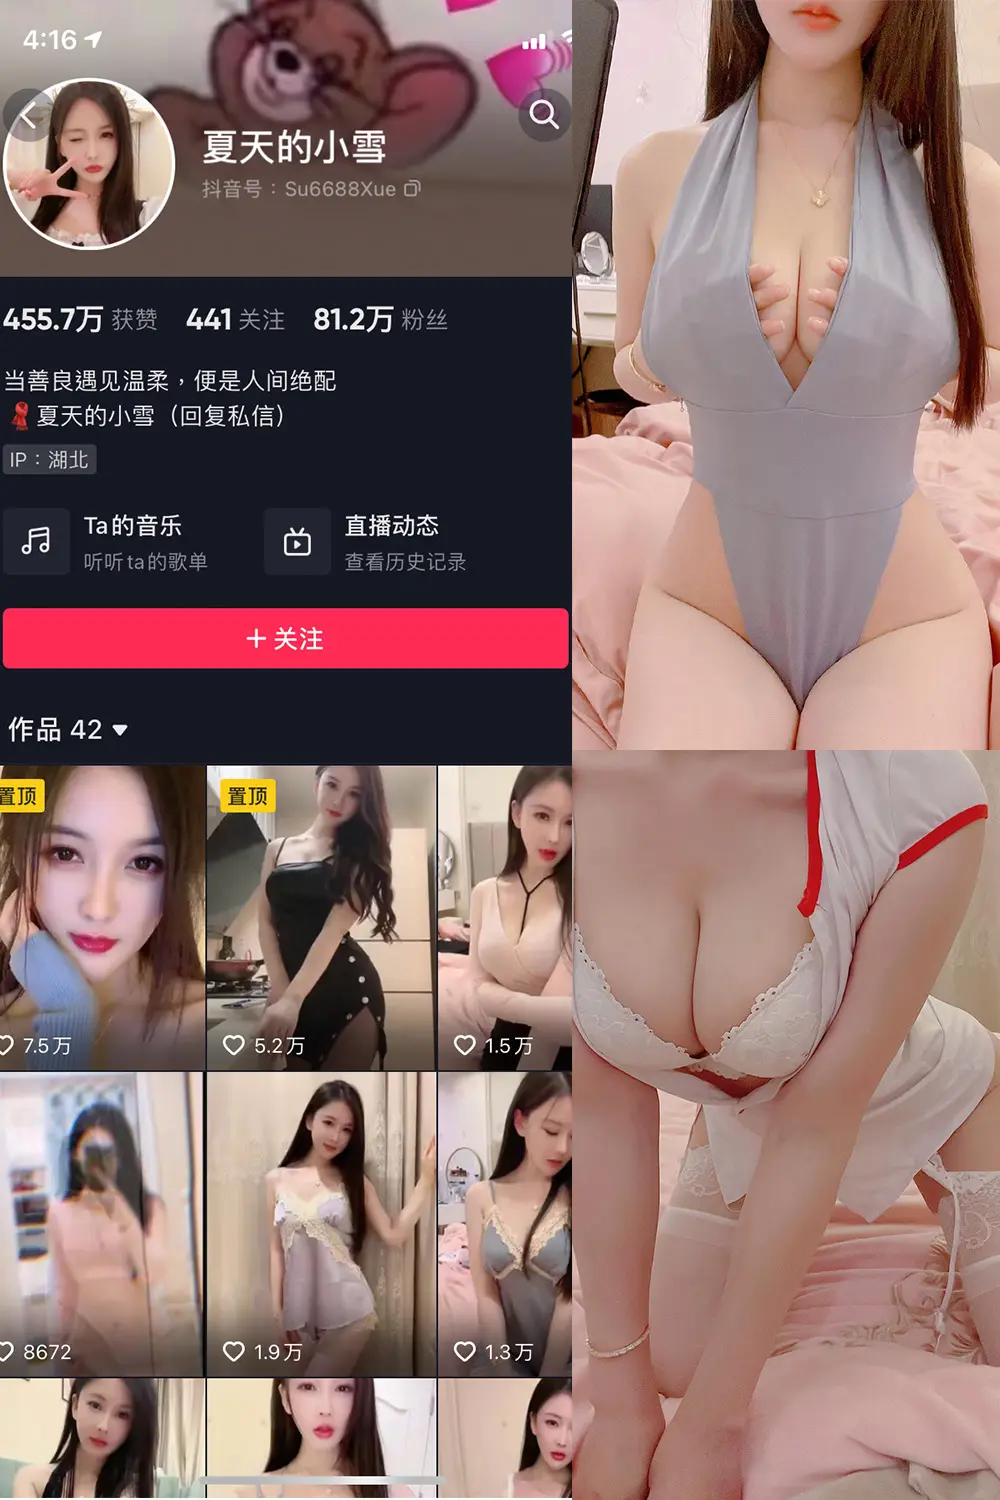 4:16
夏天的小雪
抖音号：Su6688Xue
455.7万 获赞 441 关注 81.2万 粉丝
当善良遇见温柔，便是人间绝配
夏天的小雪（回复私信）
IP：湖北
Ta的音乐
听听ta的歌单
直播动态
查看历史记录
+ 关注
作品 42
置顶
置顶
7.5万
5.2万
1.5万
8672
1.9万
1.3万